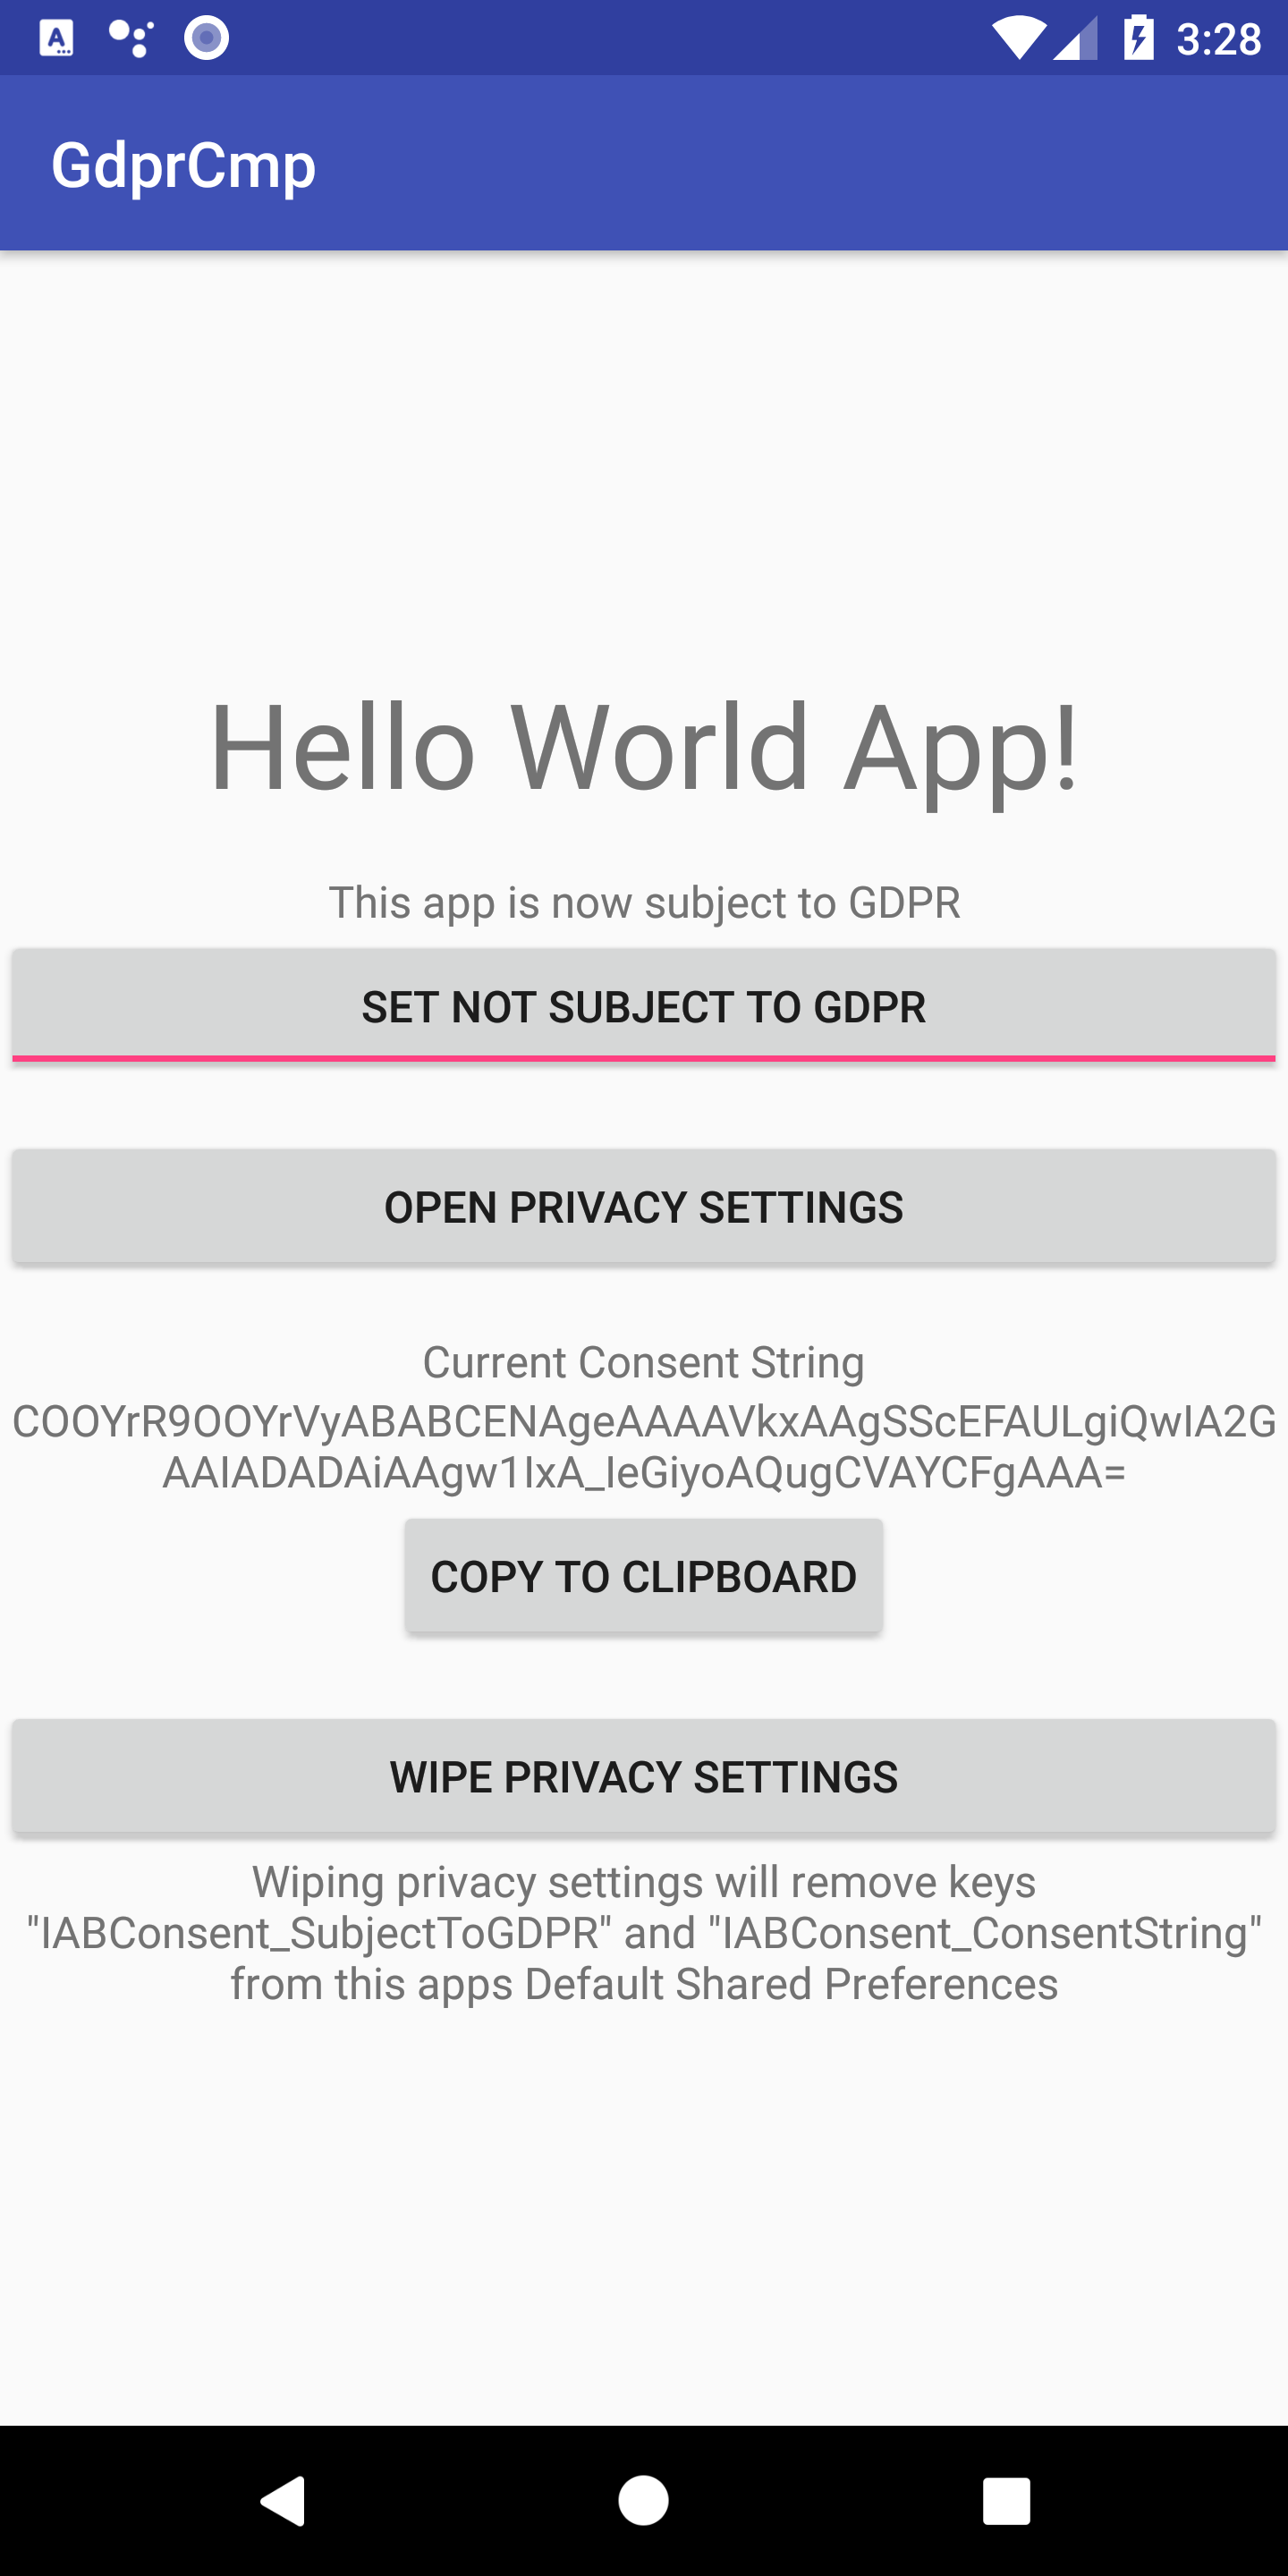 3:28
GdprCmp
Hello World App!
This app is now subject to GDPR
SET NOT SUBJECT TO GDPR
OPEN PRIVACY SETTINGS
Current Consent String
COOYrR9OOYrVyABABCENAgeAAAAVkxAAgSScEFAULgiQwIA2G
AAIADADAiAAgw1IxA_IeGiyoAQugCVAYCFgAAA=
COPY TO CLIPBOARD
WIPE PRIVACY SETTINGS
Wiping privacy settings will remove keys
"IABConsent_SubjectToGDPR" and "IABConsent_ConsentString"
from this apps Default Shared Preferences